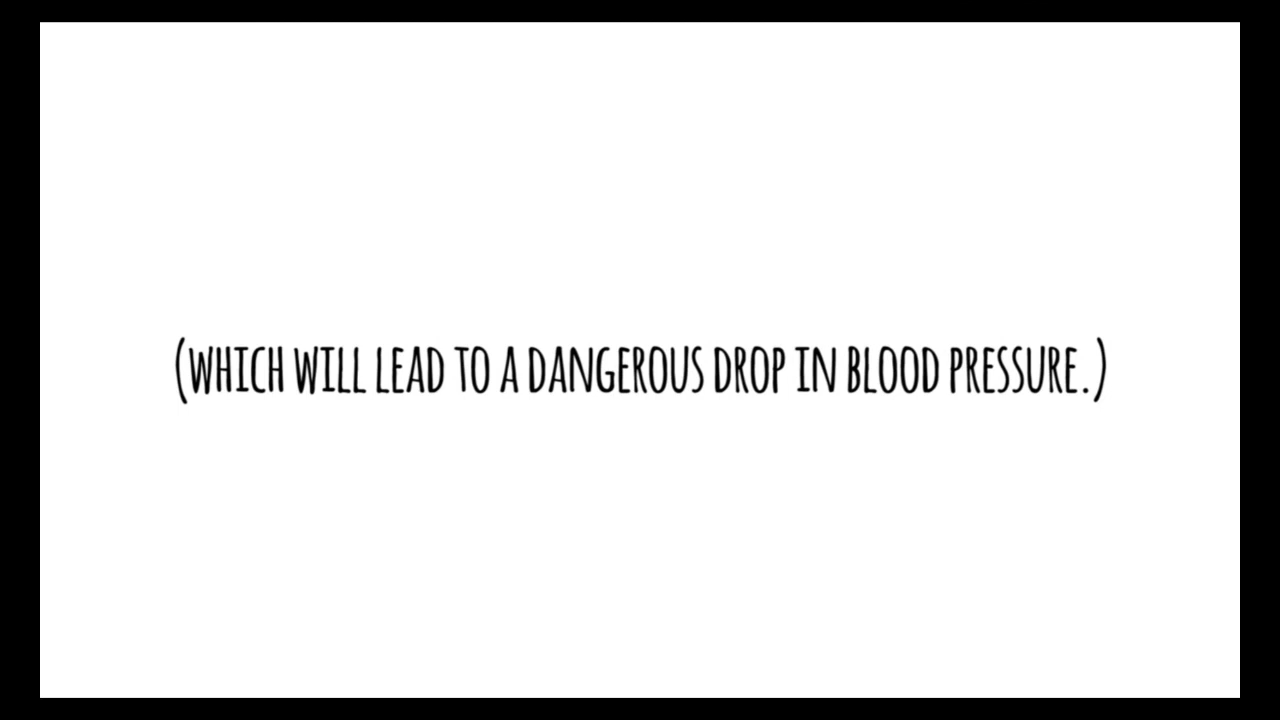 (WHICH WILL LEAD TO A DANGEROUS DROP IN BLOOD PRESSURE.)